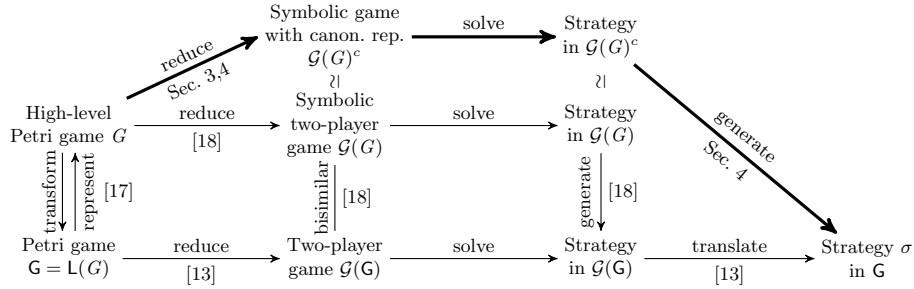 Symbolic game
with canon. rep.
𝒢(G)ᶜ
solve
Strategy
in 𝒢(G)ᶜ
reduce
Sec. 3,4
≃
≃
High-level
Petri game G
reduce
[18]
Symbolic
two-player
game 𝒢(G)
solve
Strategy
in 𝒢(G)
generate
Sec. 4
transform
represent
[17]
bisimilar
[18]
generate
[18]
Petri game
G = L(G)
reduce
[13]
Two-player
game 𝒢(G)
solve
Strategy
in 𝒢(G)
translate
[13]
Strategy σ
in G